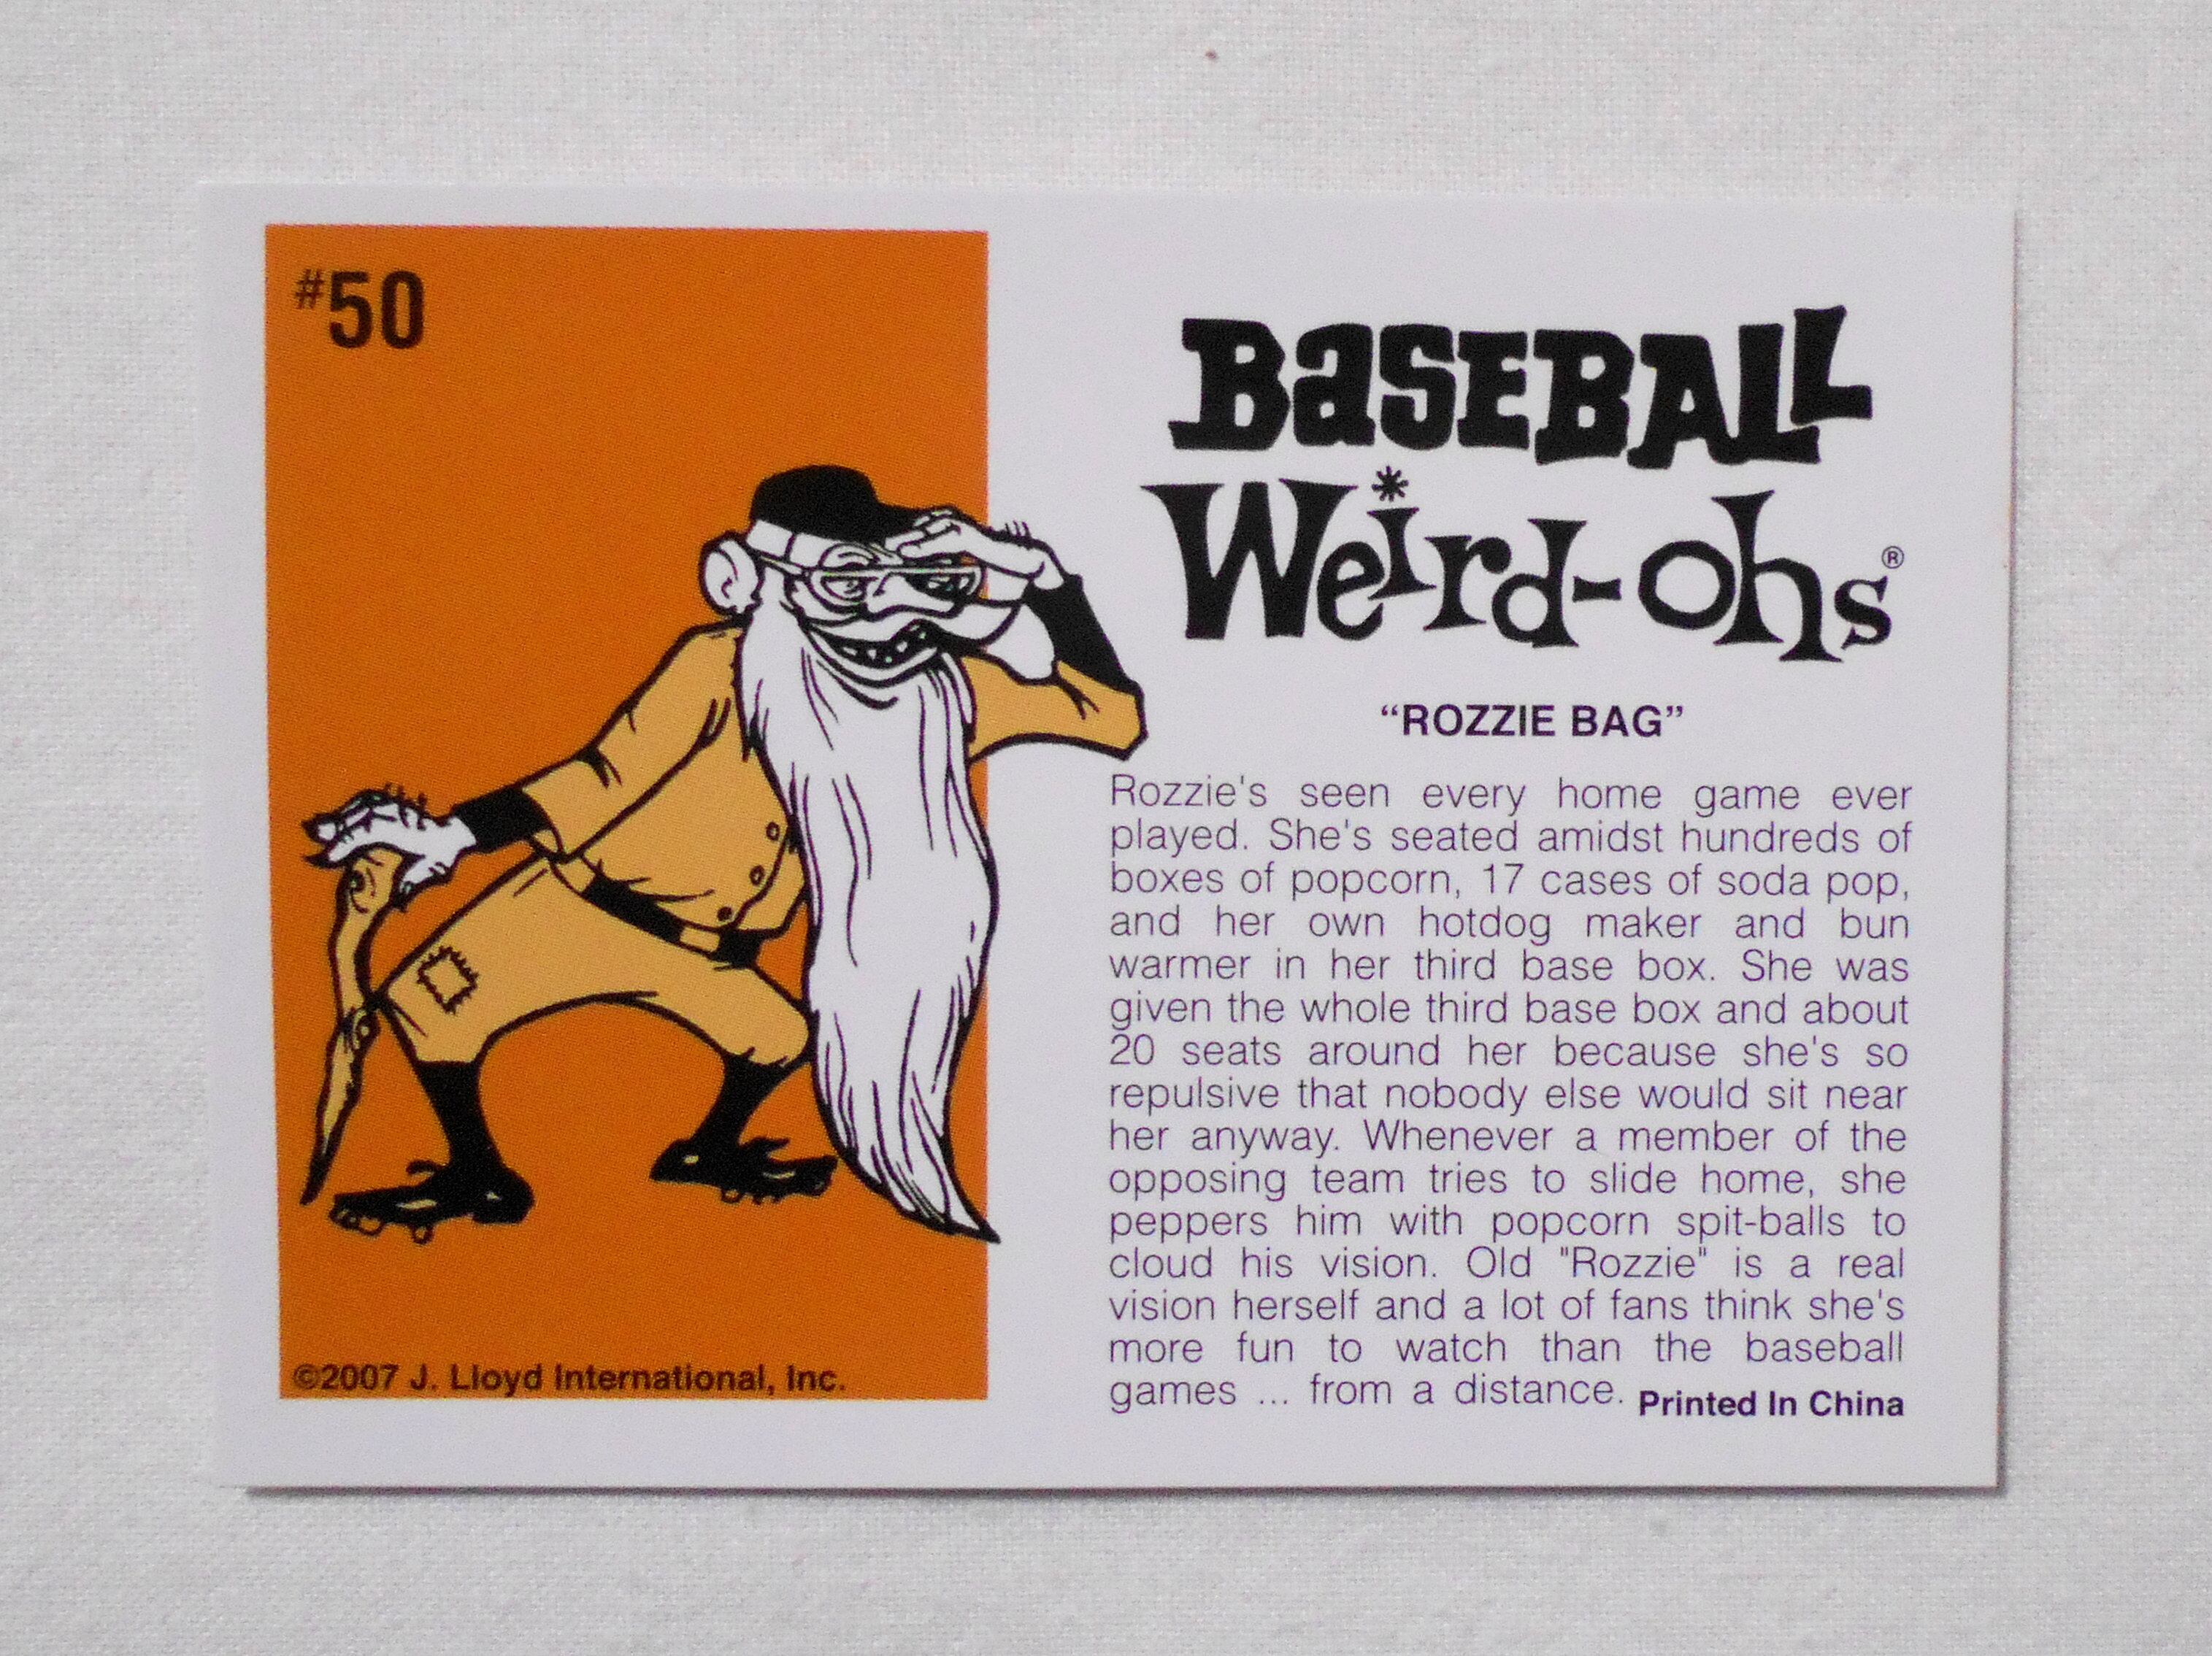 #50
BASEBALL
Weird-ohs®
“ROZZIE BAG”
Rozzie's seen every home game ever
played. She's seated amidst hundreds of
boxes of popcorn, 17 cases of soda pop,
and her own hotdog maker and bun
warmer in her third base box. She was
given the whole third base box and about
20 seats around her because she's so
repulsive that nobody else would sit near
her anyway. Whenever a member of the
opposing team tries to slide home, she
peppers him with popcorn spit-balls to
cloud his vision. Old "Rozzie" is a real
vision herself and a lot of fans think she's
more fun to watch than the baseball
games ... from a distance. Printed In China
©2007 J. Lloyd International, Inc.